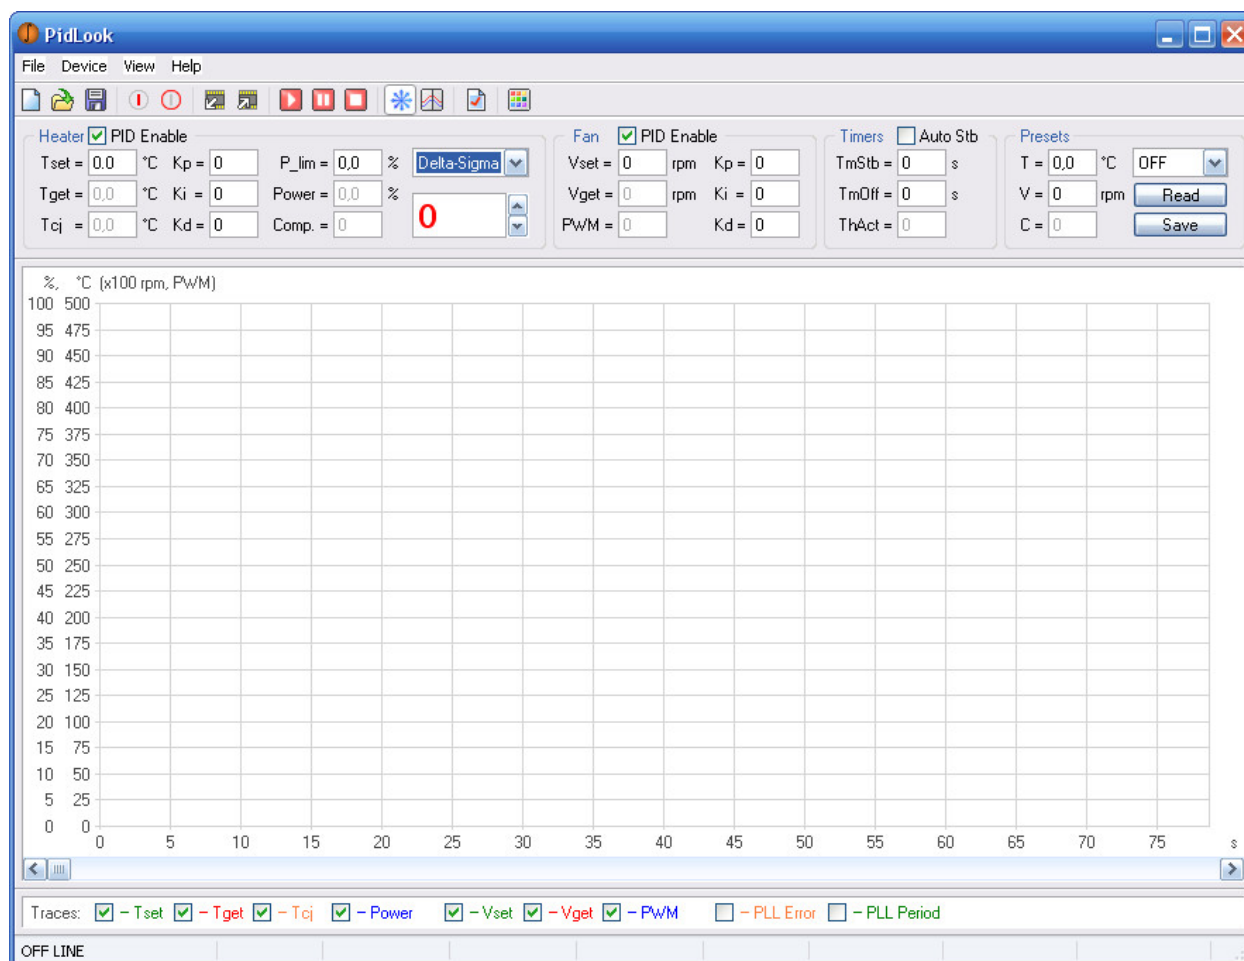 PidLook
File Device View Help
Heater PID Enable Fan PID Enable Timers Auto Stb Presets
Tset = 0.0 °C Kp = 0 P_lim = 0,0 % Delta-Sigma Vset = 0 rpm Kp = 0 TmStb = 0 s T = 0,0 °C OFF
Tget = 0,0 °C Ki = 0 Power = 0,0 % Vget = 0 rpm Ki = 0 TmOff = 0 s V = 0 rpm Read
Tcj = 0,0 °C Kd = 0 Comp. = 0 0 PWM = 0 Kd = 0 ThAct = 0 C = 0 Save
%, °C (x100 rpm, PWM)
100 500
95 475
90 450
85 425
80 400
75 375
70 350
65 325
60 300
55 275
50 250
45 225
40 200
35 175
30 150
25 125
20 100
15 75
10 50
5 25
0 0
0 5 10 15 20 25 30 35 40 45 50 55 60 65 70 75 s
Traces: – Tset – Tget – Tcj – Power – Vset – Vget – PWM – PLL Error – PLL Period
OFF LINE